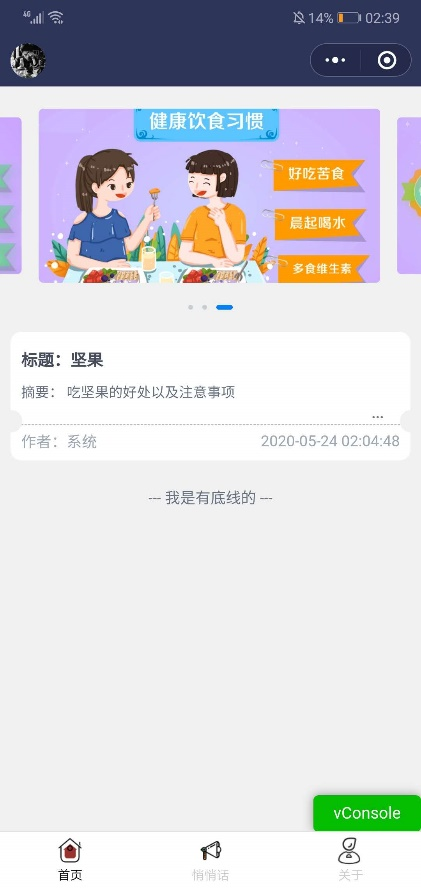 4G
14%
02:39
健康饮食习惯
好吃苦食
晨起喝水
多食维生素
标题：坚果
摘要： 吃坚果的好处以及注意事项
...
作者：系统
2020-05-24 02:04:48
--- 我是有底线的 ---
vConsole
首页
悄悄话
关于